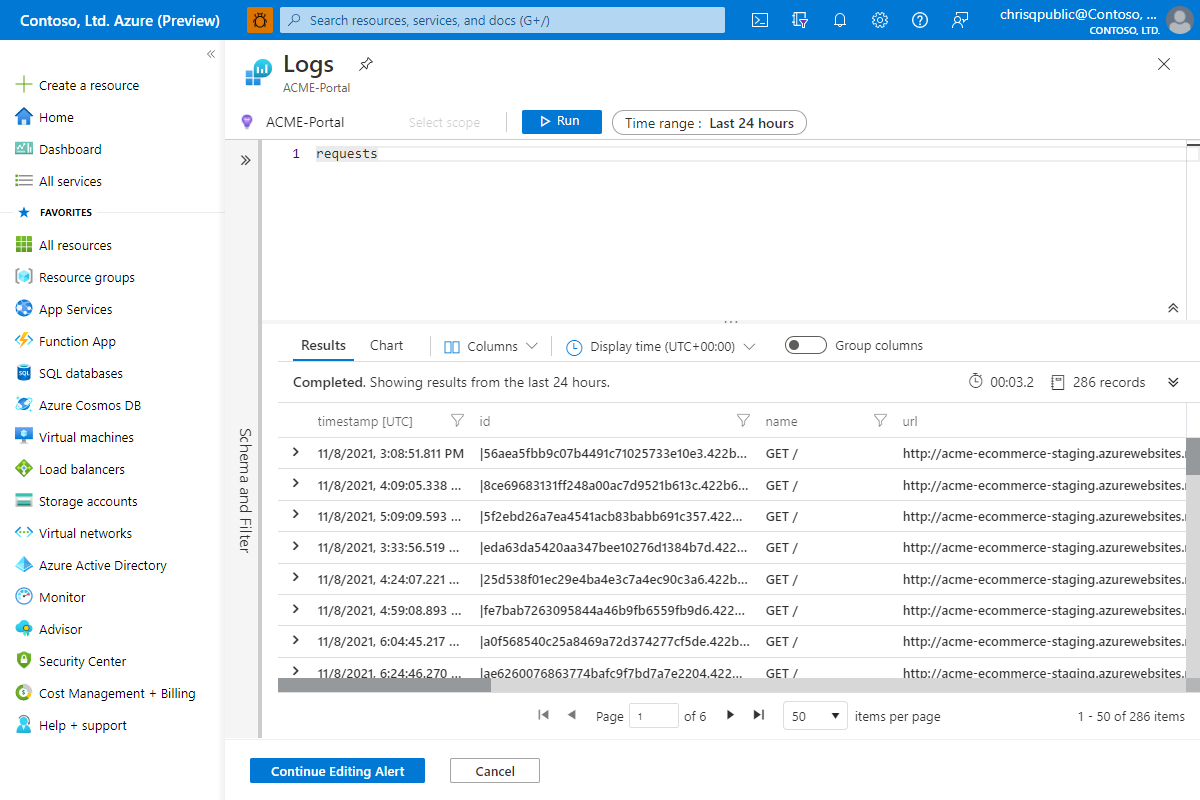 Contoso, Ltd. Azure (Preview)
Search resources, services, and docs (G+/)
chrisqpublic@Contoso, ...
CONTOSO, LTD.
Create a resource
Home
Dashboard
All services
FAVORITES
All resources
Resource groups
App Services
Function App
SQL databases
Azure Cosmos DB
Virtual machines
Load balancers
Storage accounts
Virtual networks
Azure Active Directory
Monitor
Advisor
Security Center
Cost Management + Billing
Help + support
Logs
ACME-Portal
ACME-Portal Select scope Run Time range : Last 24 hours
1 requests
Schema and Filter
Results Chart Columns Display time (UTC+00:00) Group columns
Completed. Showing results from the last 24 hours. 00:03.2 286 records
timestamp [UTC] id name url
11/8/2021, 3:08:51.811 PM |56aea5fbb9c07b4491c71025733e10e3.422b... GET / http://acme-ecommerce-staging.azurewebsites.
11/8/2021, 4:09:05.338 ... |8ce69683131ff248a00ac7d9521b613c.422b6... GET / http://acme-ecommerce-staging.azurewebsites.
11/8/2021, 5:09:09.593 ... |5f2ebd26a7ea4541acb83babb691c357.422... GET / http://acme-ecommerce-staging.azurewebsites.
11/8/2021, 3:33:56.519 ... |eda63da5420aa347bee10276d1384b7d.422... GET / http://acme-ecommerce-staging.azurewebsites.
11/8/2021, 4:24:07.221 ... |25d538f01ec29e4ba4e3c7a4ec90c3a6.422b... GET / http://acme-ecommerce-staging.azurewebsites.
11/8/2021, 4:59:08.893 ... |fe7bab7263095844a46b9fb6559fb9d6.422... GET / http://acme-ecommerce-staging.azurewebsites.
11/8/2021, 6:04:45.217 ... |a0f568540c25a8469a72d374277cf5de.422b... GET / http://acme-ecommerce-staging.azurewebsites.
11/8/2021, 6:24:46.270 ... |ae6260076863774bafc9f7bd7a7e2204.422... GET / http://acme-ecommerce-staging.azurewebsites.
Page 1 of 6 50 items per page 1 - 50 of 286 items
Continue Editing Alert Cancel